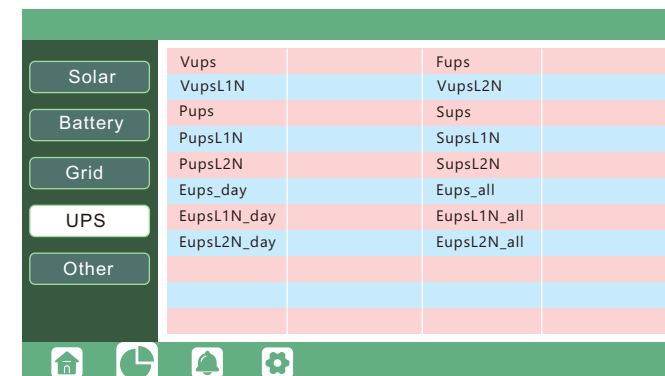 Solar
Battery
Grid
UPS
Other
Vups Fups
VupsL1N VupsL2N
Pups Sups
PupsL1N SupsL1N
PupsL2N SupsL2N
Eups_day Eups_all
EupsL1N_day EupsL1N_all
EupsL2N_day EupsL2N_all